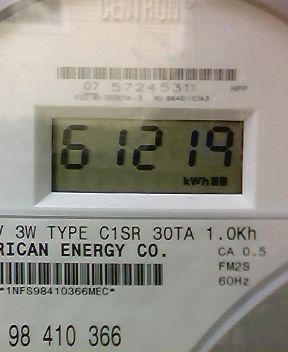 CENTRON
07 57245311
61219
kWh
V 3W TYPE C1SR 30TA 1.0Kh
RICAN ENERGY CO. CA 0.5
FM2S
*1NFS98410366MEC* 60Hz
98 410 366